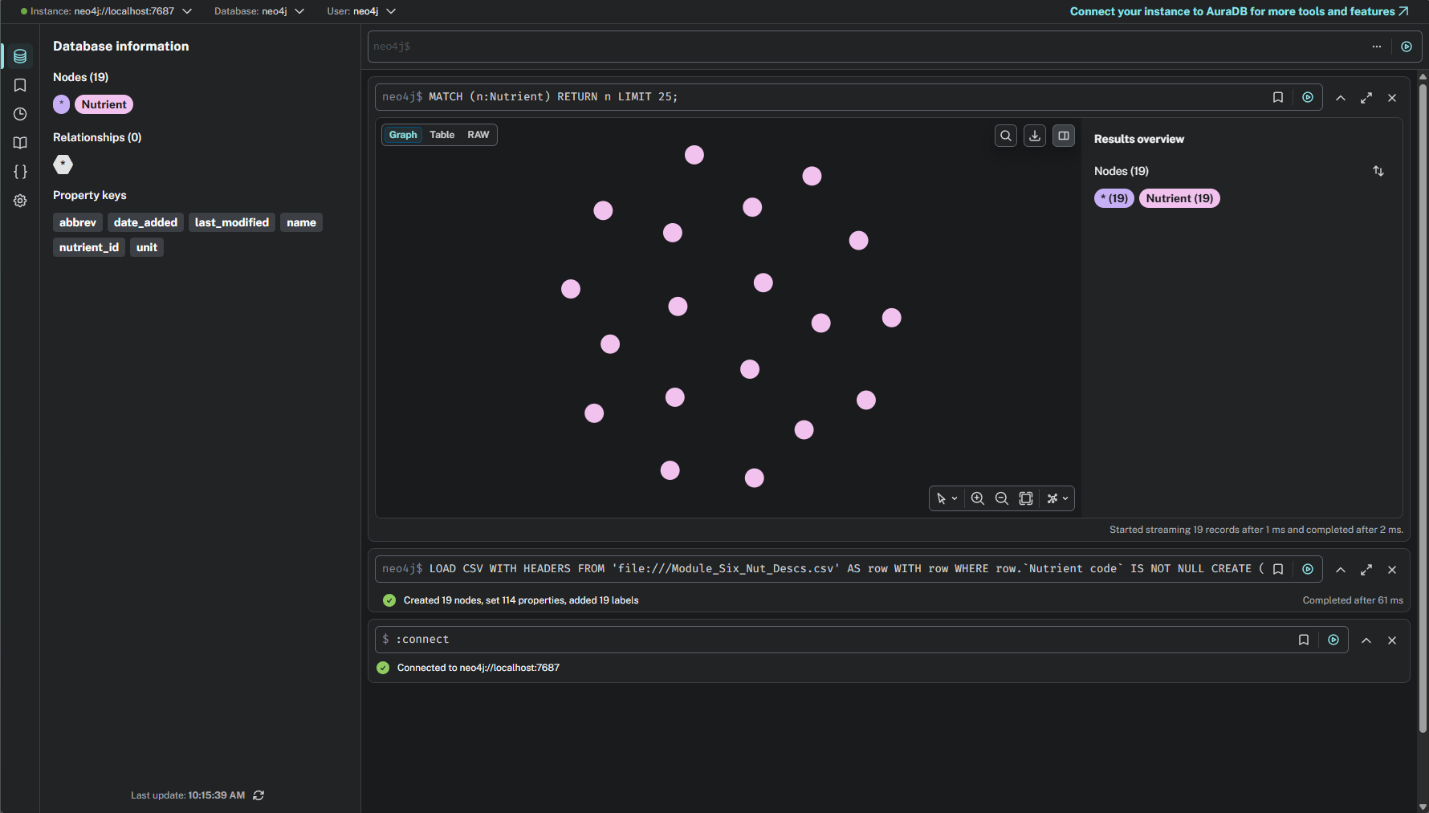 Instance: neo4j://localhost:7687 Database: neo4j User: neo4j Connect your instance to AuraDB for more tools and features
Database information
Nodes (19)
* Nutrient
Relationships (0)
*
Property keys
abbrev date_added last_modified name
nutrient_id unit
Last update: 10:15:39 AM
neo4j$
neo4j$ MATCH (n:Nutrient) RETURN n LIMIT 25;
Graph Table RAW
Results overview
Nodes (19)
* (19) Nutrient (19)
Started streaming 19 records after 1 ms and completed after 2 ms.
neo4j$ LOAD CSV WITH HEADERS FROM 'file:///Module_Six_Nut_Descs.csv' AS row WITH row WHERE row.`Nutrient code` IS NOT NULL CREATE (
Created 19 nodes, set 114 properties, added 19 labels Completed after 61 ms
$ :connect
Connected to neo4j://localhost:7687